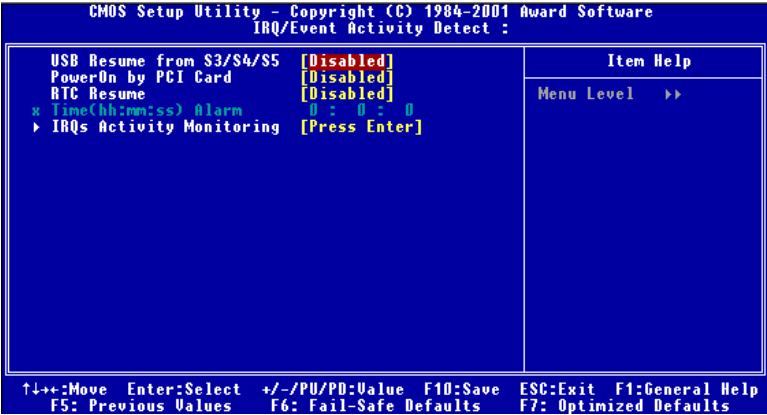 CMOS Setup Utility - Copyright (C) 1984-2001 Award Software
IRQ/Event Activity Detect :
USB Resume from S3/S4/S5 [Disabled]
PowerOn by PCI Card [Disabled]
RTC Resume [Disabled]
x Time(hh:mm:ss) Alarm 0 : 0 : 0
▸ IRQs Activity Monitoring [Press Enter]
Item Help
Menu Level ▸▸
↑↓→←:Move Enter:Select +/-/PU/PD:Value F10:Save ESC:Exit F1:General Help
F5: Previous Values F6: Fail-Safe Defaults F7: Optimized Defaults